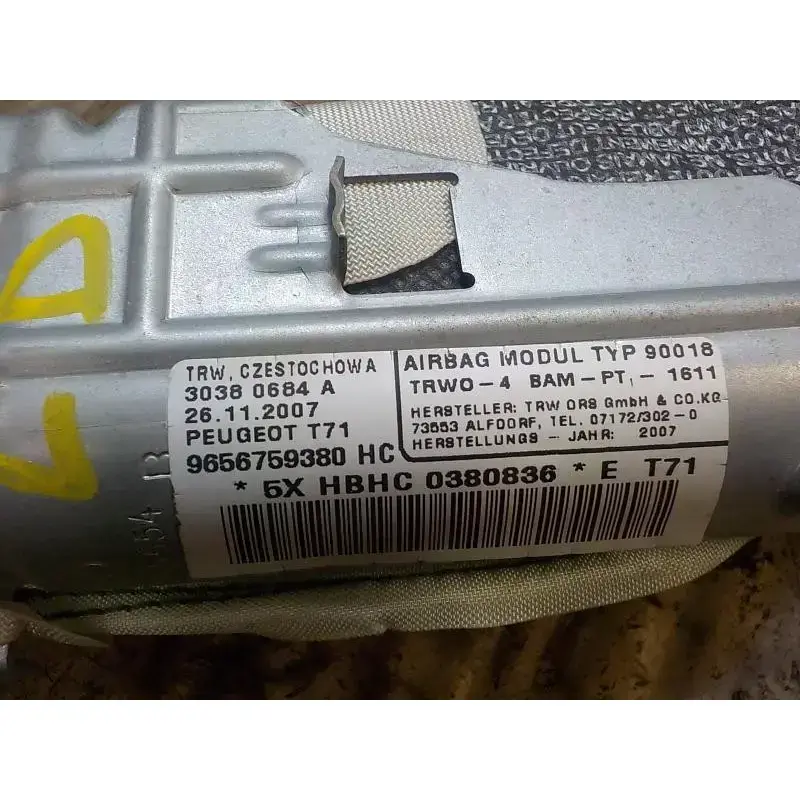 TRW, CZESTOCHOWA
3038 0684 A
26.11.2007
PEUGEOT T71
9656759380 HC
AIRBAG MODUL TYP 90018
TRWO-4 BAM-PT, -1611
HERSTELLER: TRW ORS GmbH & CO.KG
73553 ALFDORF, TEL. 07172/302-0
HERSTELLUNGS - JAHR: 2007
* 5X HBHC 0380836 * E T71